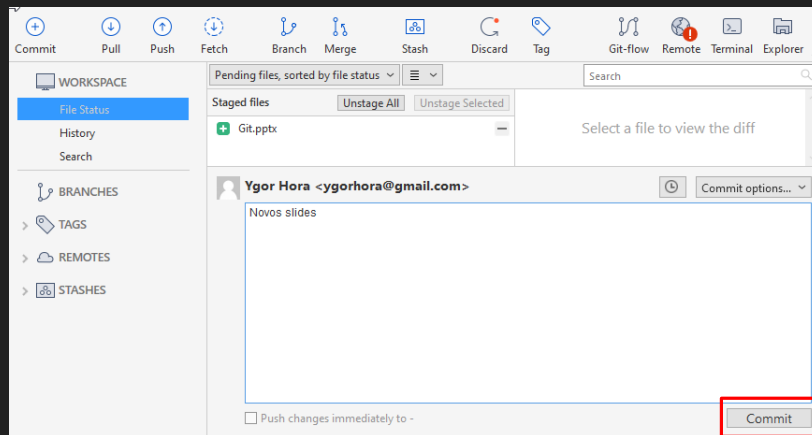 Commit Pull Push Fetch Branch Merge Stash Discard Tag Git-flow Remote Terminal Explorer
WORKSPACE
File Status
History
Search
BRANCHES
TAGS
REMOTES
STASHES
Pending files, sorted by file status
Search
Staged files Unstage All Unstage Selected
Git.pptx
Select a file to view the diff
Ygor Hora <ygorhora@gmail.com>
Commit options...
Novos slides
Push changes immediately to -
Commit